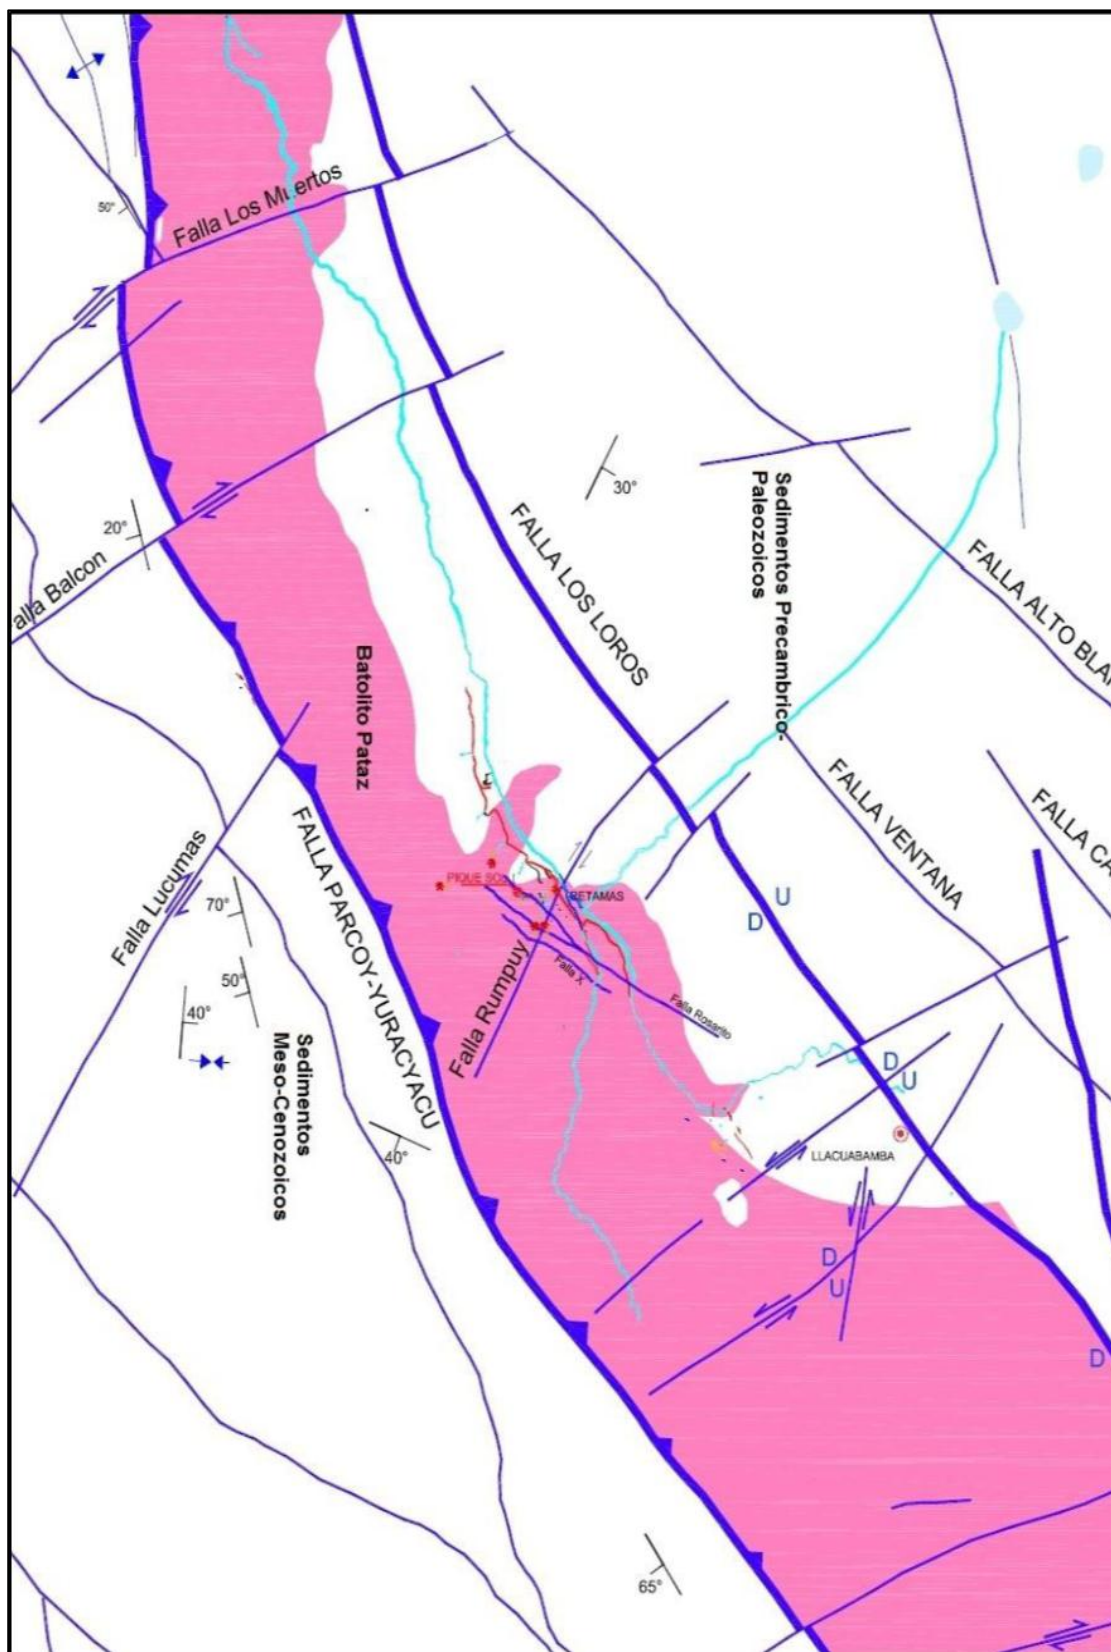 50°
Falla Los Muertos
30°
Sedimentos Precambrico-
Paleozoicos
20°
alla Balcon
FALLA LOS LOROS
FALLA ALTO BLAN
Batolito Pataz
FALLA VENTANA
FALLA CA
FALLA PARCOY-YURACYACU
Falla Lucumas
PIQUE SOL
RETAMAS
70°
U
D
50°
40°
Falla Rumpuy
Falla X
Falla Rosarito
Sedimentos
Meso-Cenozoicos
D
U
40°
LLACUABAMBA
D
U
D
65°